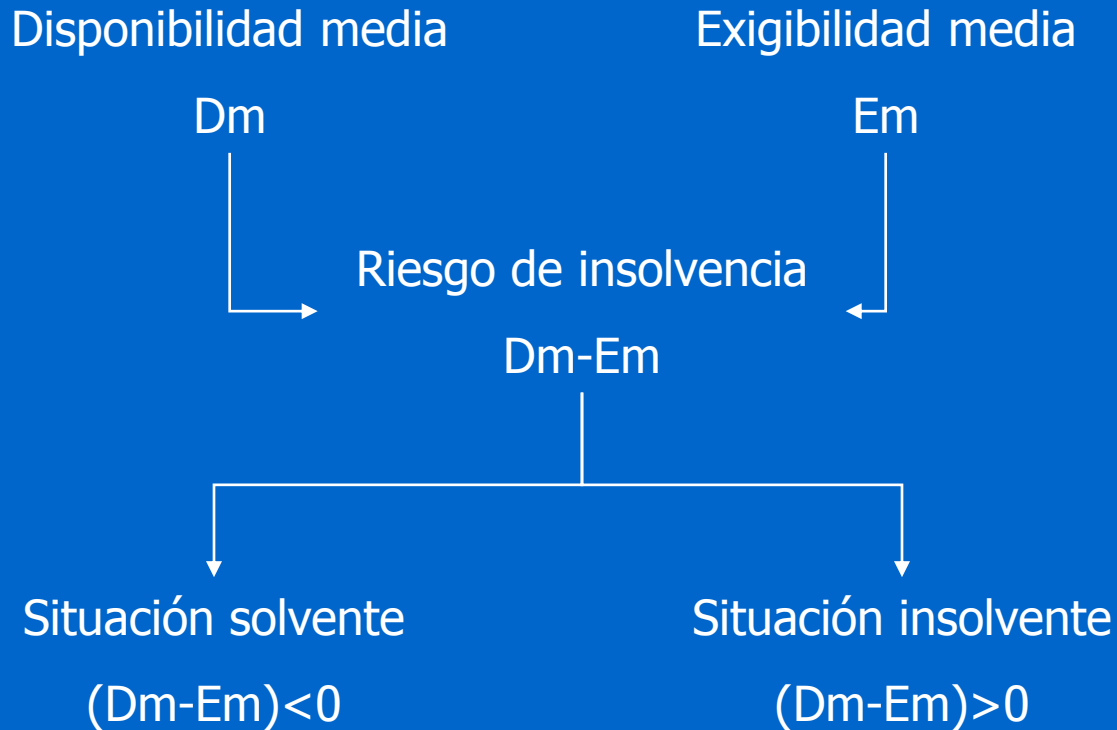 Disponibilidad media
Exigibilidad media
Dm
Em
Riesgo de insolvencia
Dm-Em
Situación solvente
Situación insolvente
(Dm-Em)<0
(Dm-Em)>0